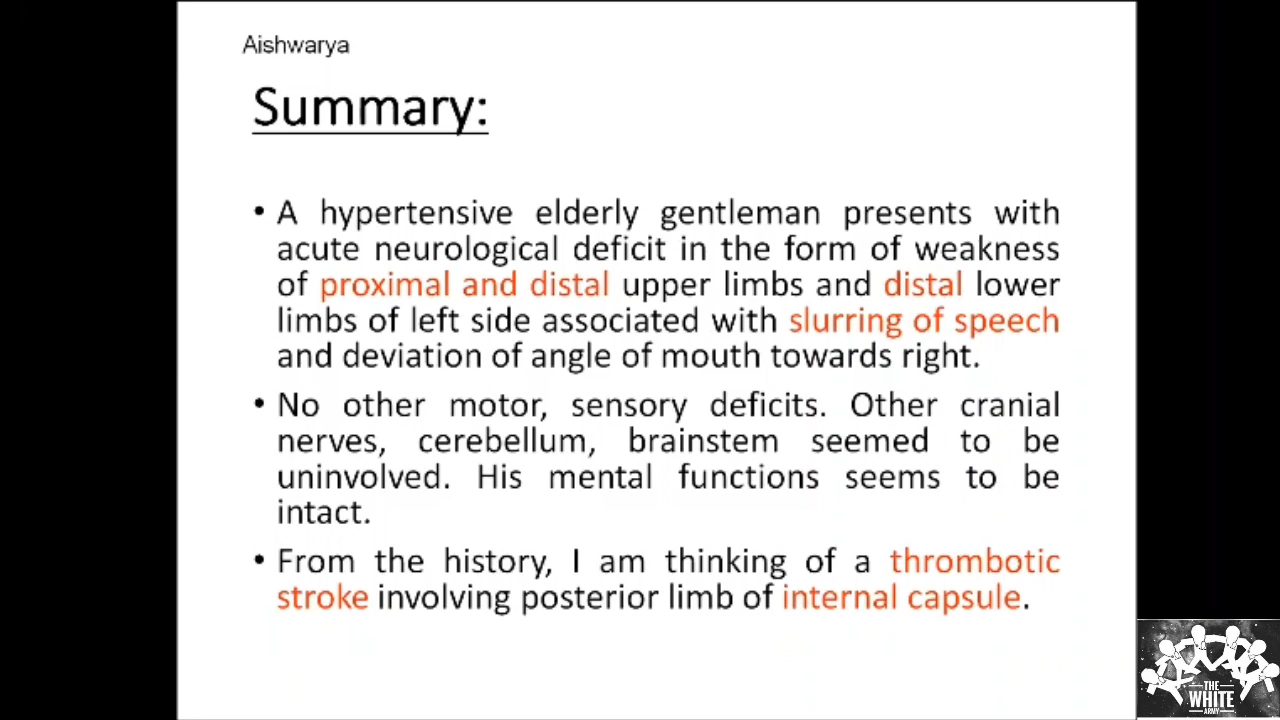 Aishwarya
Summary:
• A hypertensive elderly gentleman presents with
acute neurological deficit in the form of weakness
of proximal and distal upper limbs and distal lower
limbs of left side associated with slurring of speech
and deviation of angle of mouth towards right.
• No other motor, sensory deficits. Other cranial
nerves, cerebellum, brainstem seemed to be
uninvolved. His mental functions seems to be
intact.
• From the history, I am thinking of a thrombotic
stroke involving posterior limb of internal capsule.
THE
WHITE
ARMY